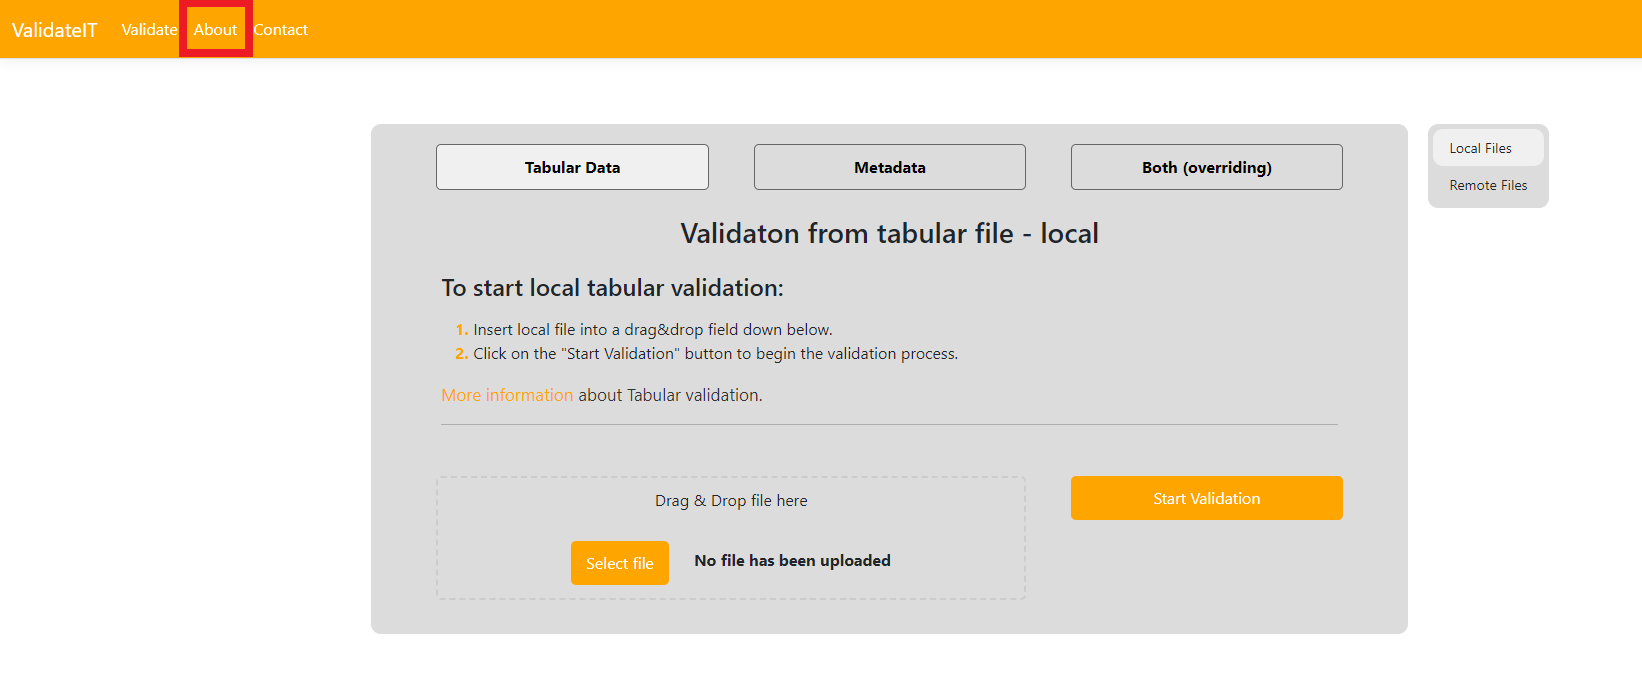 ValidateIT Validate About Contact
Tabular Data Metadata Both (overriding)
Local Files
Remote Files
Validaton from tabular file - local
To start local tabular validation:
1. Insert local file into a drag&drop field down below.
2. Click on the "Start Validation" button to begin the validation process.
More information about Tabular validation.
Drag & Drop file here
Start Validation
Select file No file has been uploaded